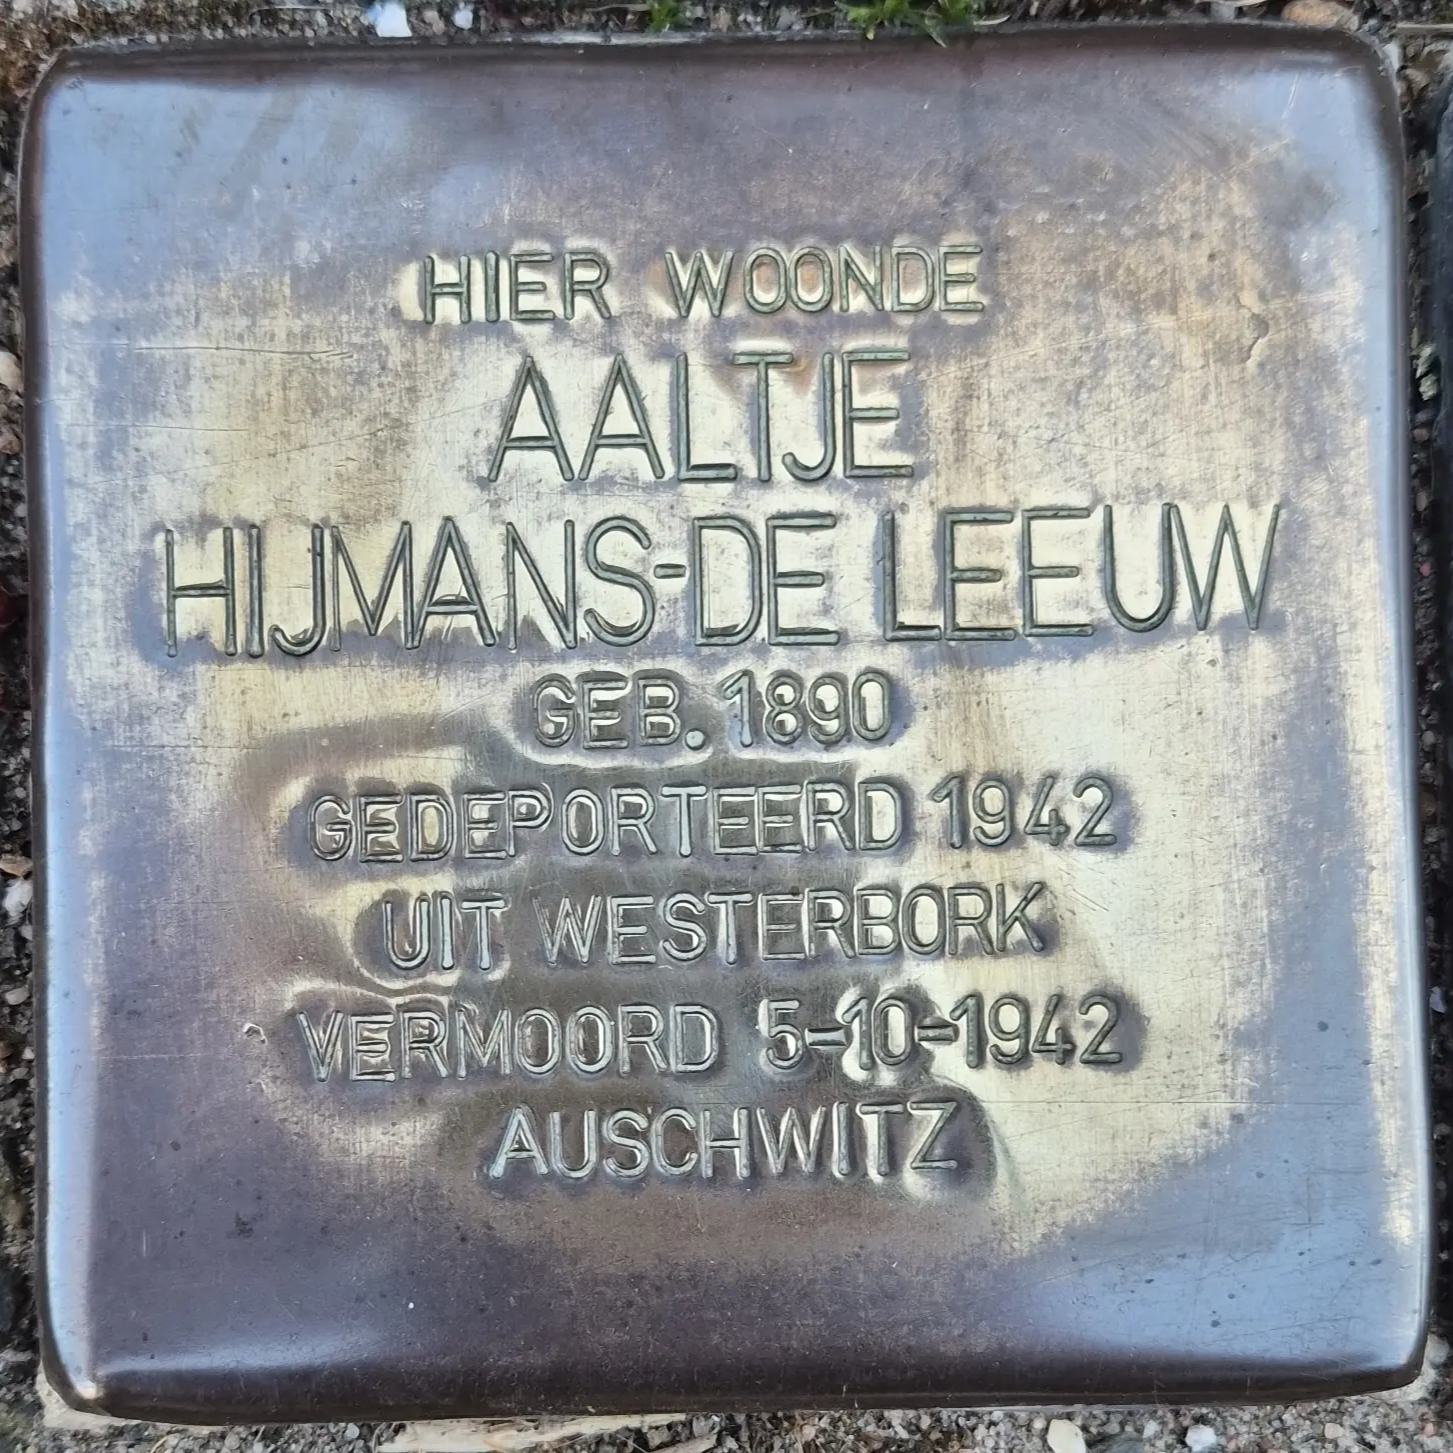 HIER WOONDE
AALTJE
HIJMANS-DE LEEUW
GEB. 1890
GEDEPORTEERD 1942
UIT WESTERBORK
VERMOORD 5-10-1942
AUSCHWITZ